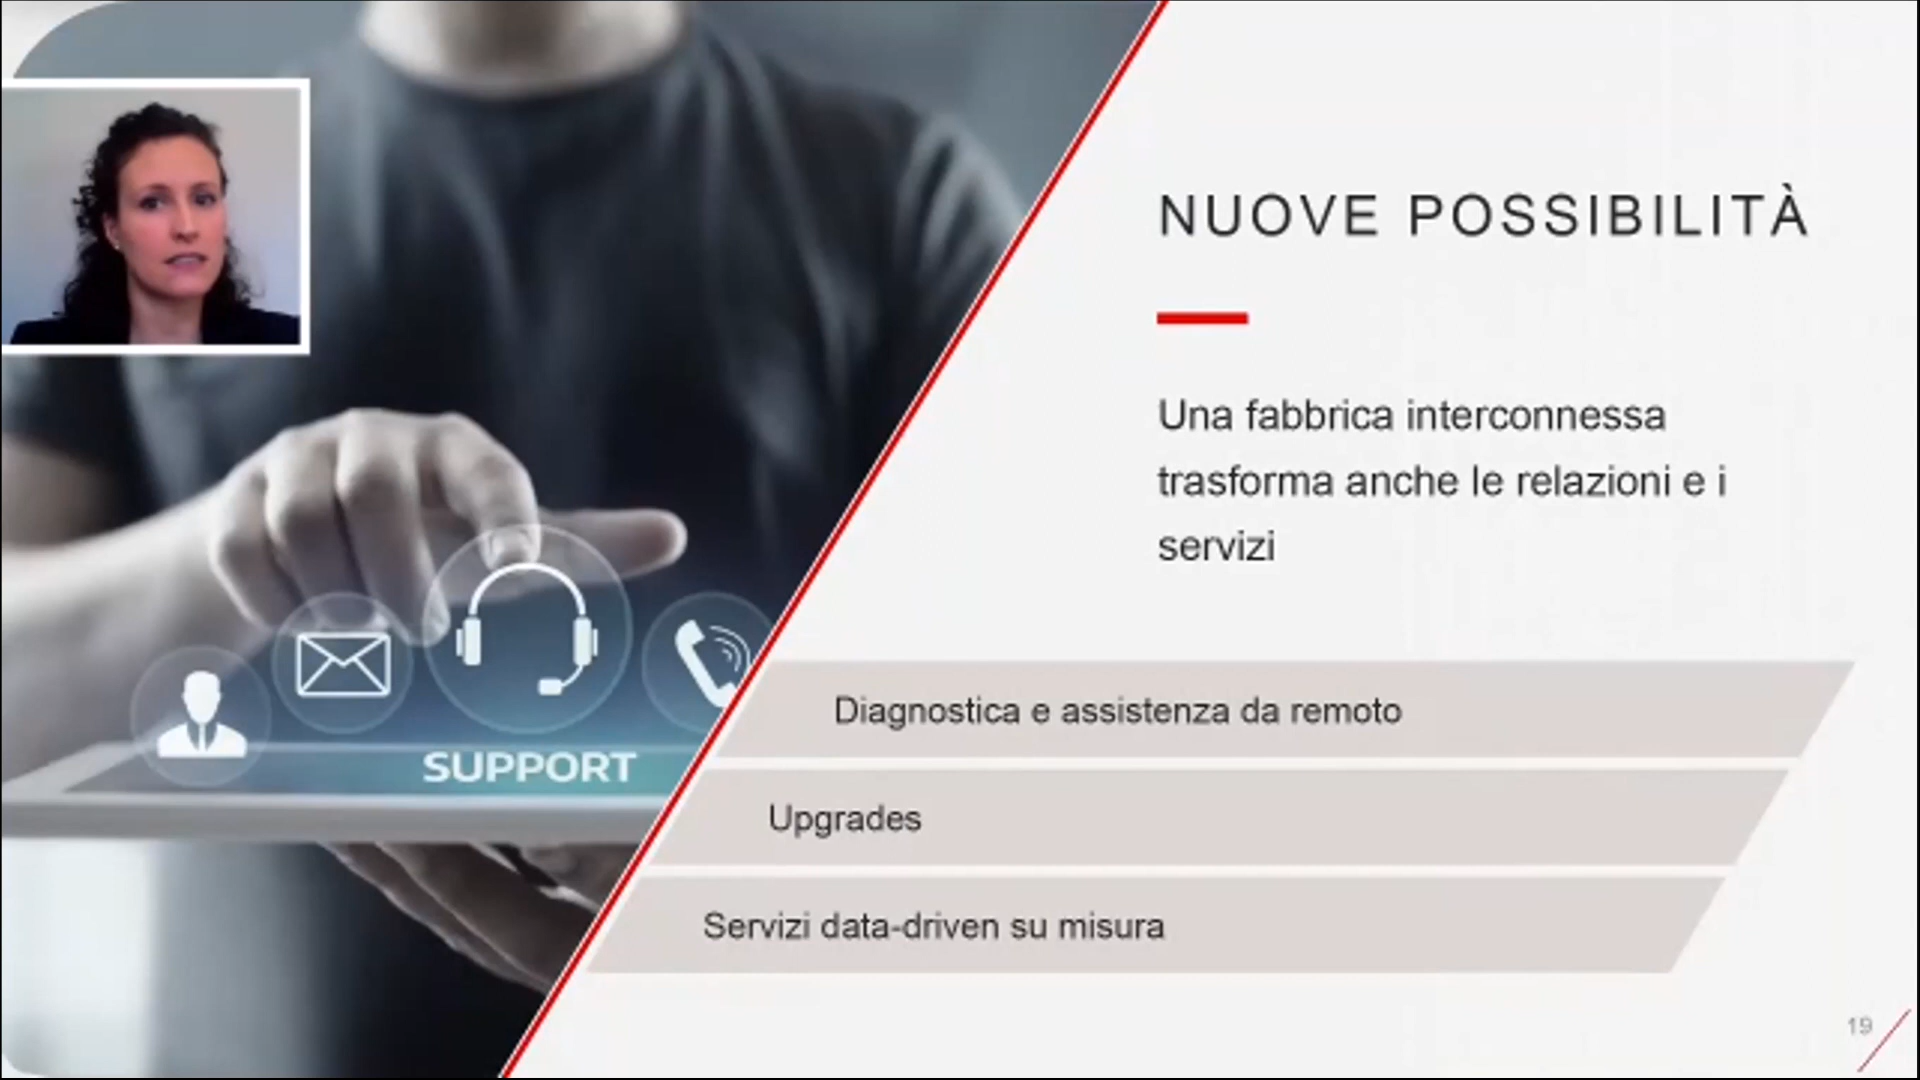 NUOVE POSSIBILITÀ
Una fabbrica interconnessa
trasforma anche le relazioni e i
servizi
SUPPORT
Diagnostica e assistenza da remoto
Upgrades
Servizi data-driven su misura
19